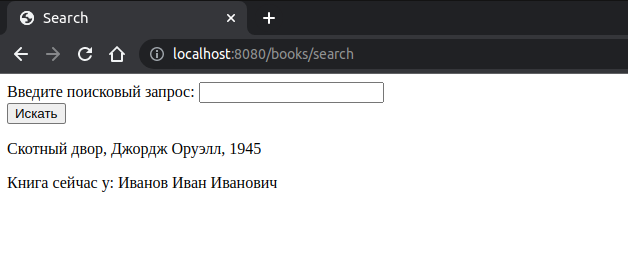 Search
localhost:8080/books/search
Введите поисковый запрос:
Искать
Скотный двор, Джордж Оруэлл, 1945
Книга сейчас у: Иванов Иван Иванович